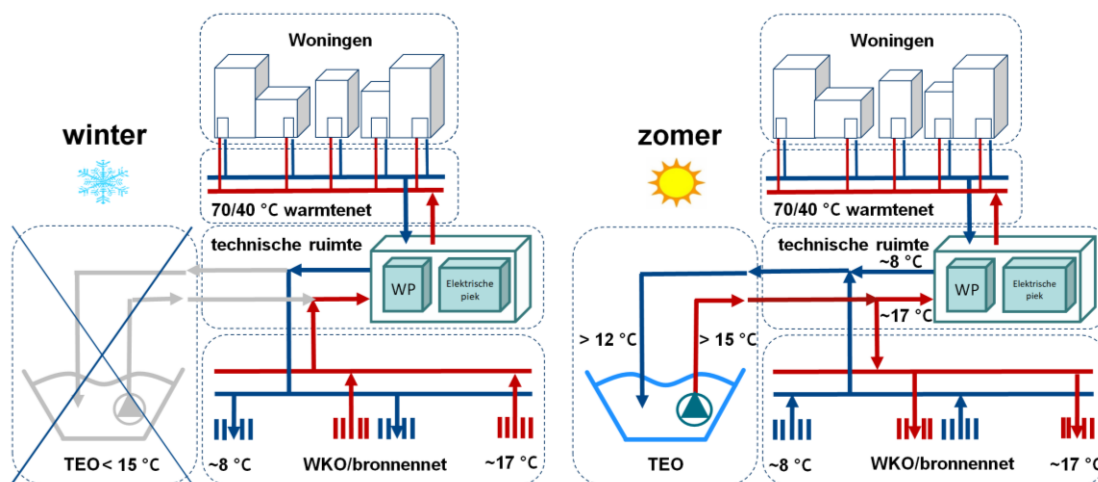 Woningen
winter
70/40 °C warmtenet
technische ruimte
WP
Elektrische
piek
TEO < 15 °C
~8 °C
WKO/bronnennet
~17 °C
Woningen
zomer
70/40 °C warmtenet
technische ruimte
~8 °C
WP
Elektrische
piek
~17 °C
> 12 °C
> 15 °C
TEO
~8 °C
WKO/bronnennet
~17 °C